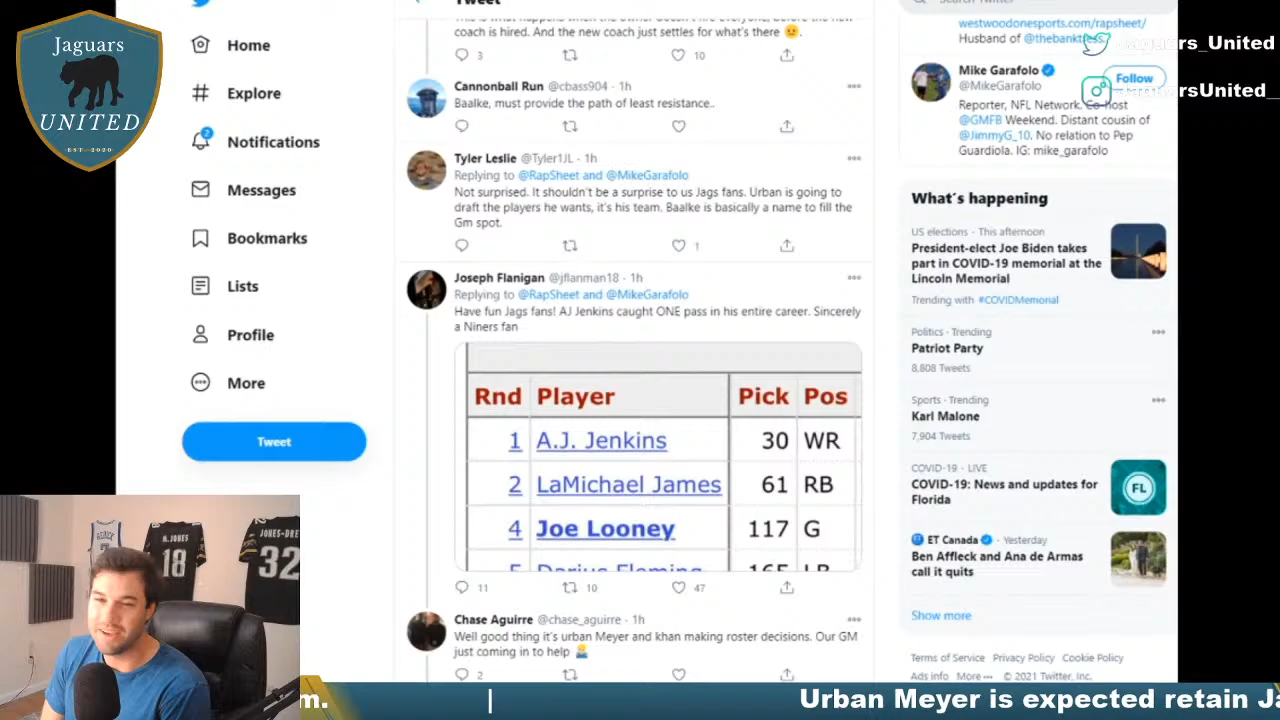 Jaguars
UNITED
EST 2020
Home
Explore
2
Notifications
Messages
Bookmarks
Lists
Profile
More
Tweet
coach is hired. And the new coach just settles for what's there
3
10
Cannonball Run @cbass904 · 1h
Baalke, must provide the path of least resistance..
Tyler Leslie @Tyler1JL · 1h
Replying to @RapSheet and @MikeGarafolo
Not surprised. It shouldn't be a surprise to us Jags fans. Urban is going to
draft the players he wants, it's his team. Baalke is basically a name to fill the
Gm spot.
1
Joseph Flanigan @jflanman18 · 1h
Replying to @RapSheet and @MikeGarafolo
Have fun Jags fans! AJ Jenkins caught ONE pass in his entire career. Sincerely
a Niners fan
Rnd Player Pick Pos
1 A.J. Jenkins 30 WR
2 LaMichael James 61 RB
4 Joe Looney 117 G
5 Darius Fleming 165 LB
11
10
47
Chase Aguirre @chase_aguirre · 1h
Well good thing it's urban Meyer and khan making roster decisions. Our GM
just coming in to help
2
westwoodonesports.com/rapsheet/
Husband of
Jaguars_United
JaguarsUnited_
Mike Garafolo
@MikeGarafolo
Follow
Reporter, NFL Network. Co-host
@GMFB Weekend. Distant cousin of
@JimmyG_10. No relation to Pep
Guardiola. IG: mike_garafolo
What's happening
US elections · This afternoon
President-elect Joe Biden takes
part in COVID-19 memorial at the
Lincoln Memorial
Trending with #COVIDMemorial
Politics · Trending
Patriot Party
8,808 Tweets
Sports · Trending
Karl Malone
7,904 Tweets
COVID-19 · LIVE
COVID-19: News and updates for
Florida
FL
ET Canada · Yesterday
Ben Affleck and Ana de Armas
call it quits
Show more
Terms of Service Privacy Policy Cookie Policy
Ads info More © 2021 Twitter, Inc.
M.JONES
18
JONES-DRE
32
m. | Urban Meyer is expected retain Ja